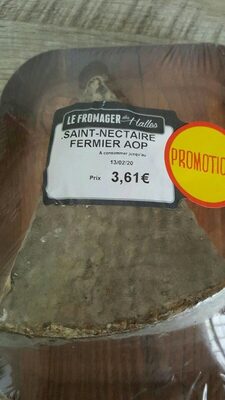 LE FROMAGER des Halles
SAINT-NECTAIRE
FERMIER AOP
A consommer jusqu'au
13/02/20
Prix 3,61€
PROMOTIO